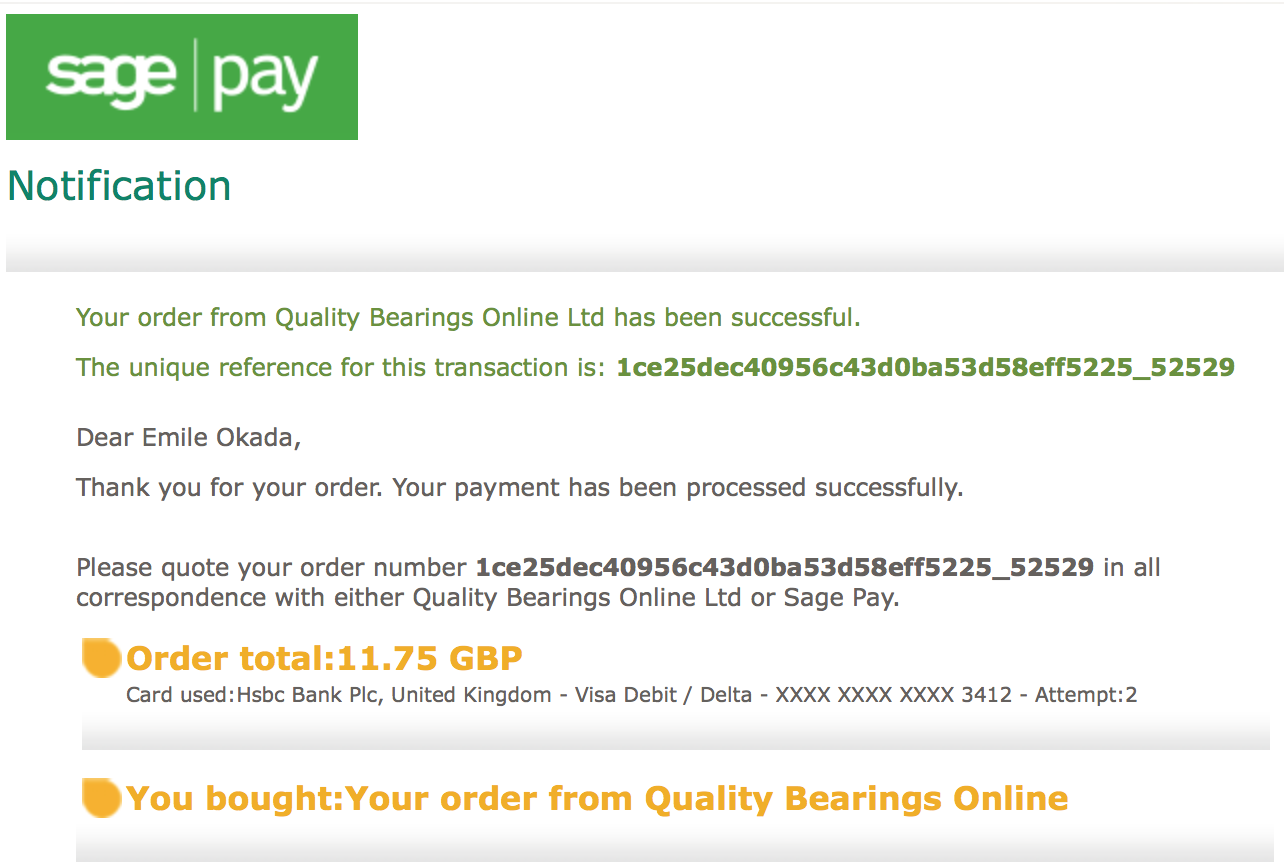 sage | pay
Notification
Your order from Quality Bearings Online Ltd has been successful.
The unique reference for this transaction is: 1ce25dec40956c43d0ba53d58eff5225_52529
Dear Emile Okada,
Thank you for your order. Your payment has been processed successfully.
Please quote your order number 1ce25dec40956c43d0ba53d58eff5225_52529 in all
correspondence with either Quality Bearings Online Ltd or Sage Pay.
Order total:11.75 GBP
Card used:Hsbc Bank Plc, United Kingdom - Visa Debit / Delta - XXXX XXXX XXXX 3412 - Attempt:2
You bought:Your order from Quality Bearings Online